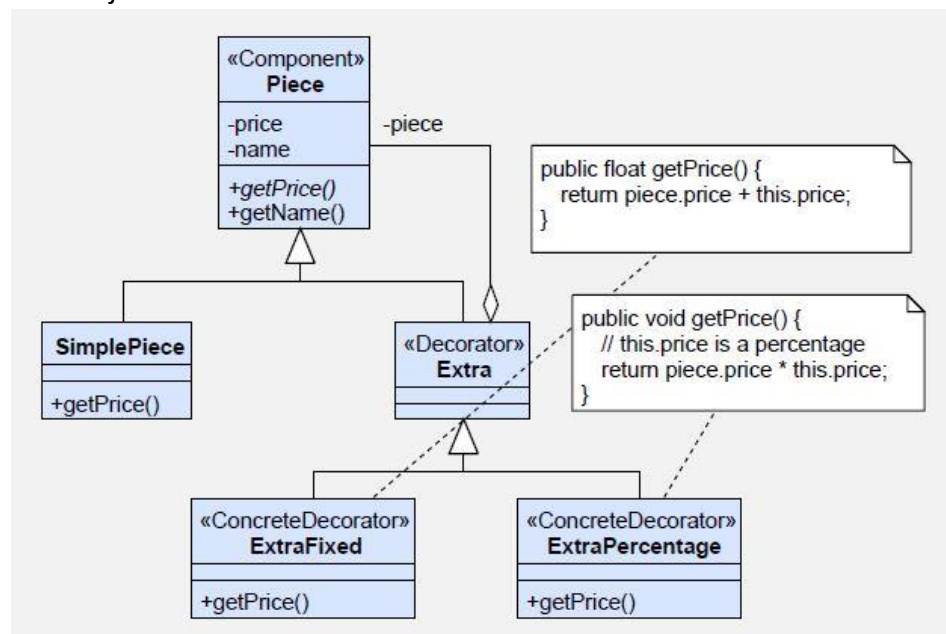 «Component»
Piece
-price
-name
+getPrice()
+getName()
-piece
public float getPrice() {
return piece.price + this.price;
}
public void getPrice() {
// this.price is a percentage
return piece.price * this.price;
}
SimplePiece
+getPrice()
«Decorator»
Extra
«ConcreteDecorator»
ExtraFixed
+getPrice()
«ConcreteDecorator»
ExtraPercentage
+getPrice()